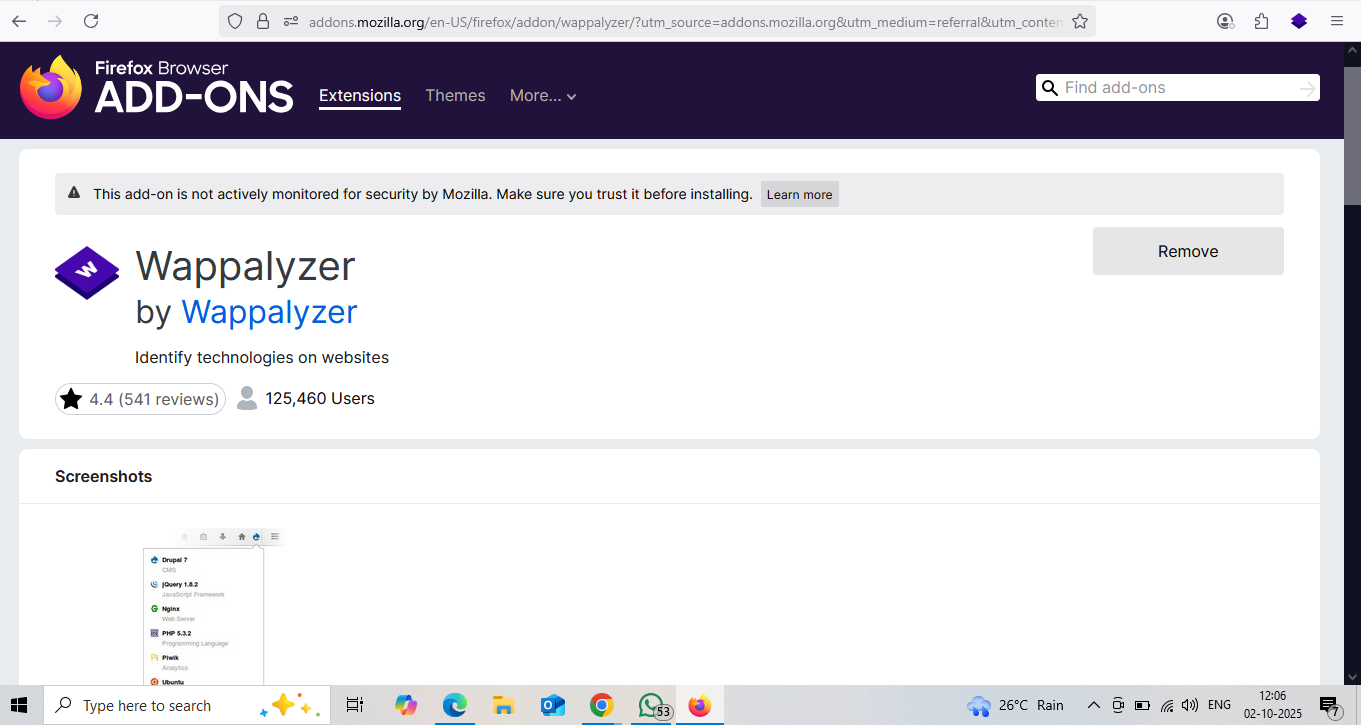 addons.mozilla.org/en-US/firefox/addon/wappalyzer/?utm_source=addons.mozilla.org&utm_medium=referral&utm_conten
Firefox Browser
ADD-ONS
Extensions
Themes
More...
Find add-ons
This add-on is not actively monitored for security by Mozilla. Make sure you trust it before installing.
Learn more
W
Wappalyzer
by Wappalyzer
Remove
Identify technologies on websites
4.4 (541 reviews)
125,460 Users
Screenshots
Drupal 7
CMS
jQuery 1.8.2
JavaScript Framework
Nginx
Web Server
PHP 5.3.2
Programming Language
Piwik
Analytics
Ubuntu
Type here to search
53
26°C Rain
ENG
12:06
02-10-2025
7